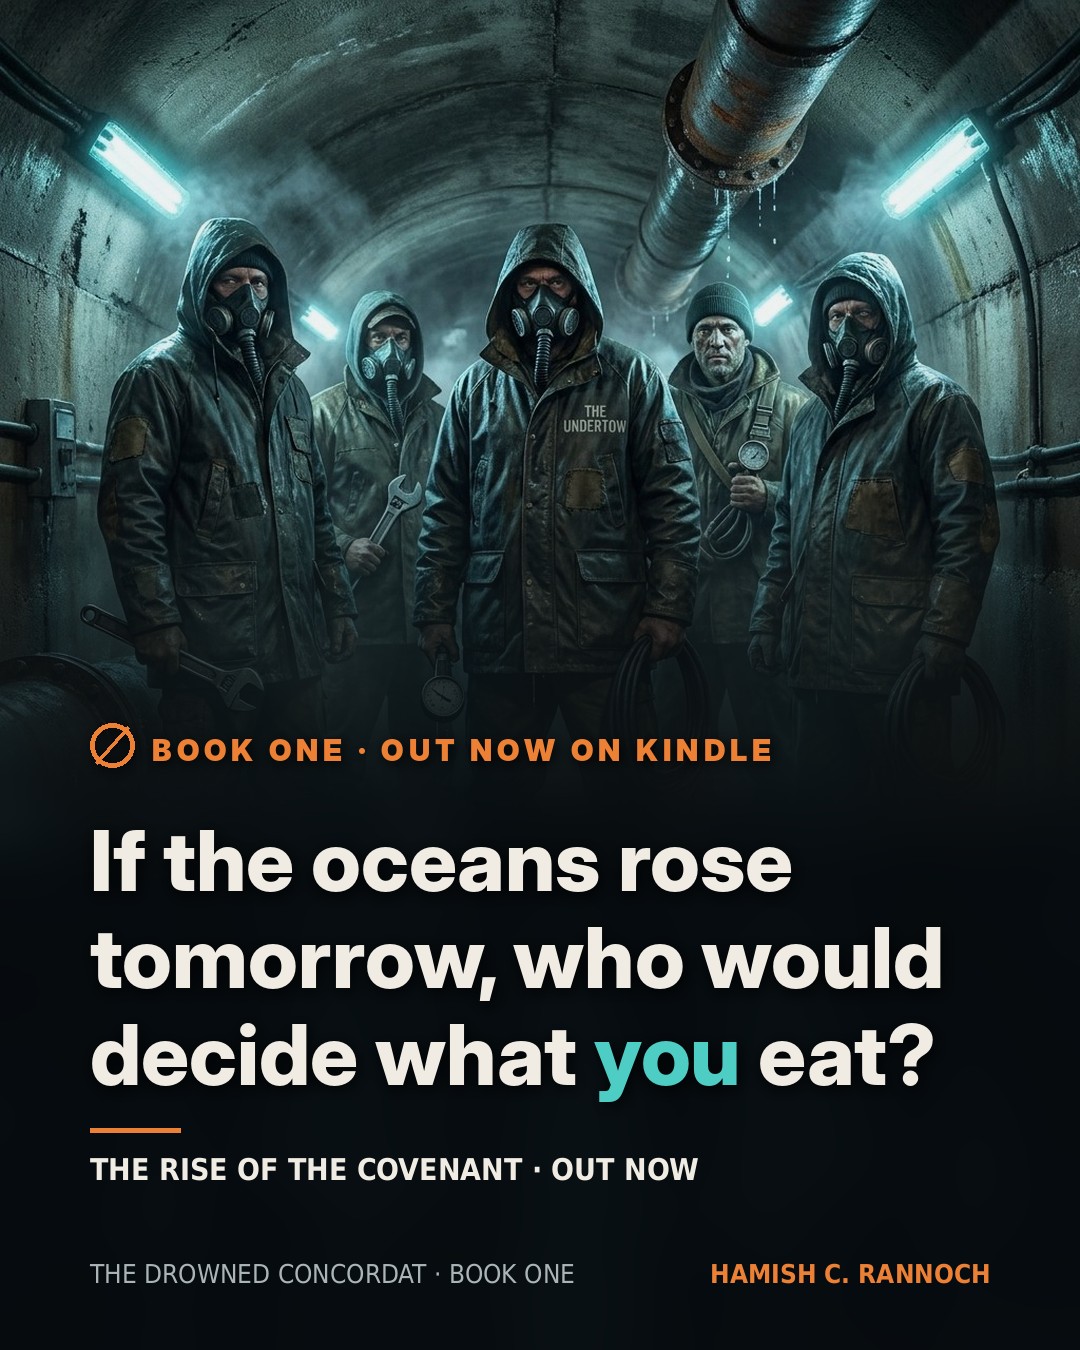 THE
UNDERTOW
BOOK ONE · OUT NOW ON KINDLE
If the oceans rose
tomorrow, who would
decide what you eat?
THE RISE OF THE COVENANT · OUT NOW
THE DROWNED CONCORDAT · BOOK ONE
HAMISH C. RANNOCH